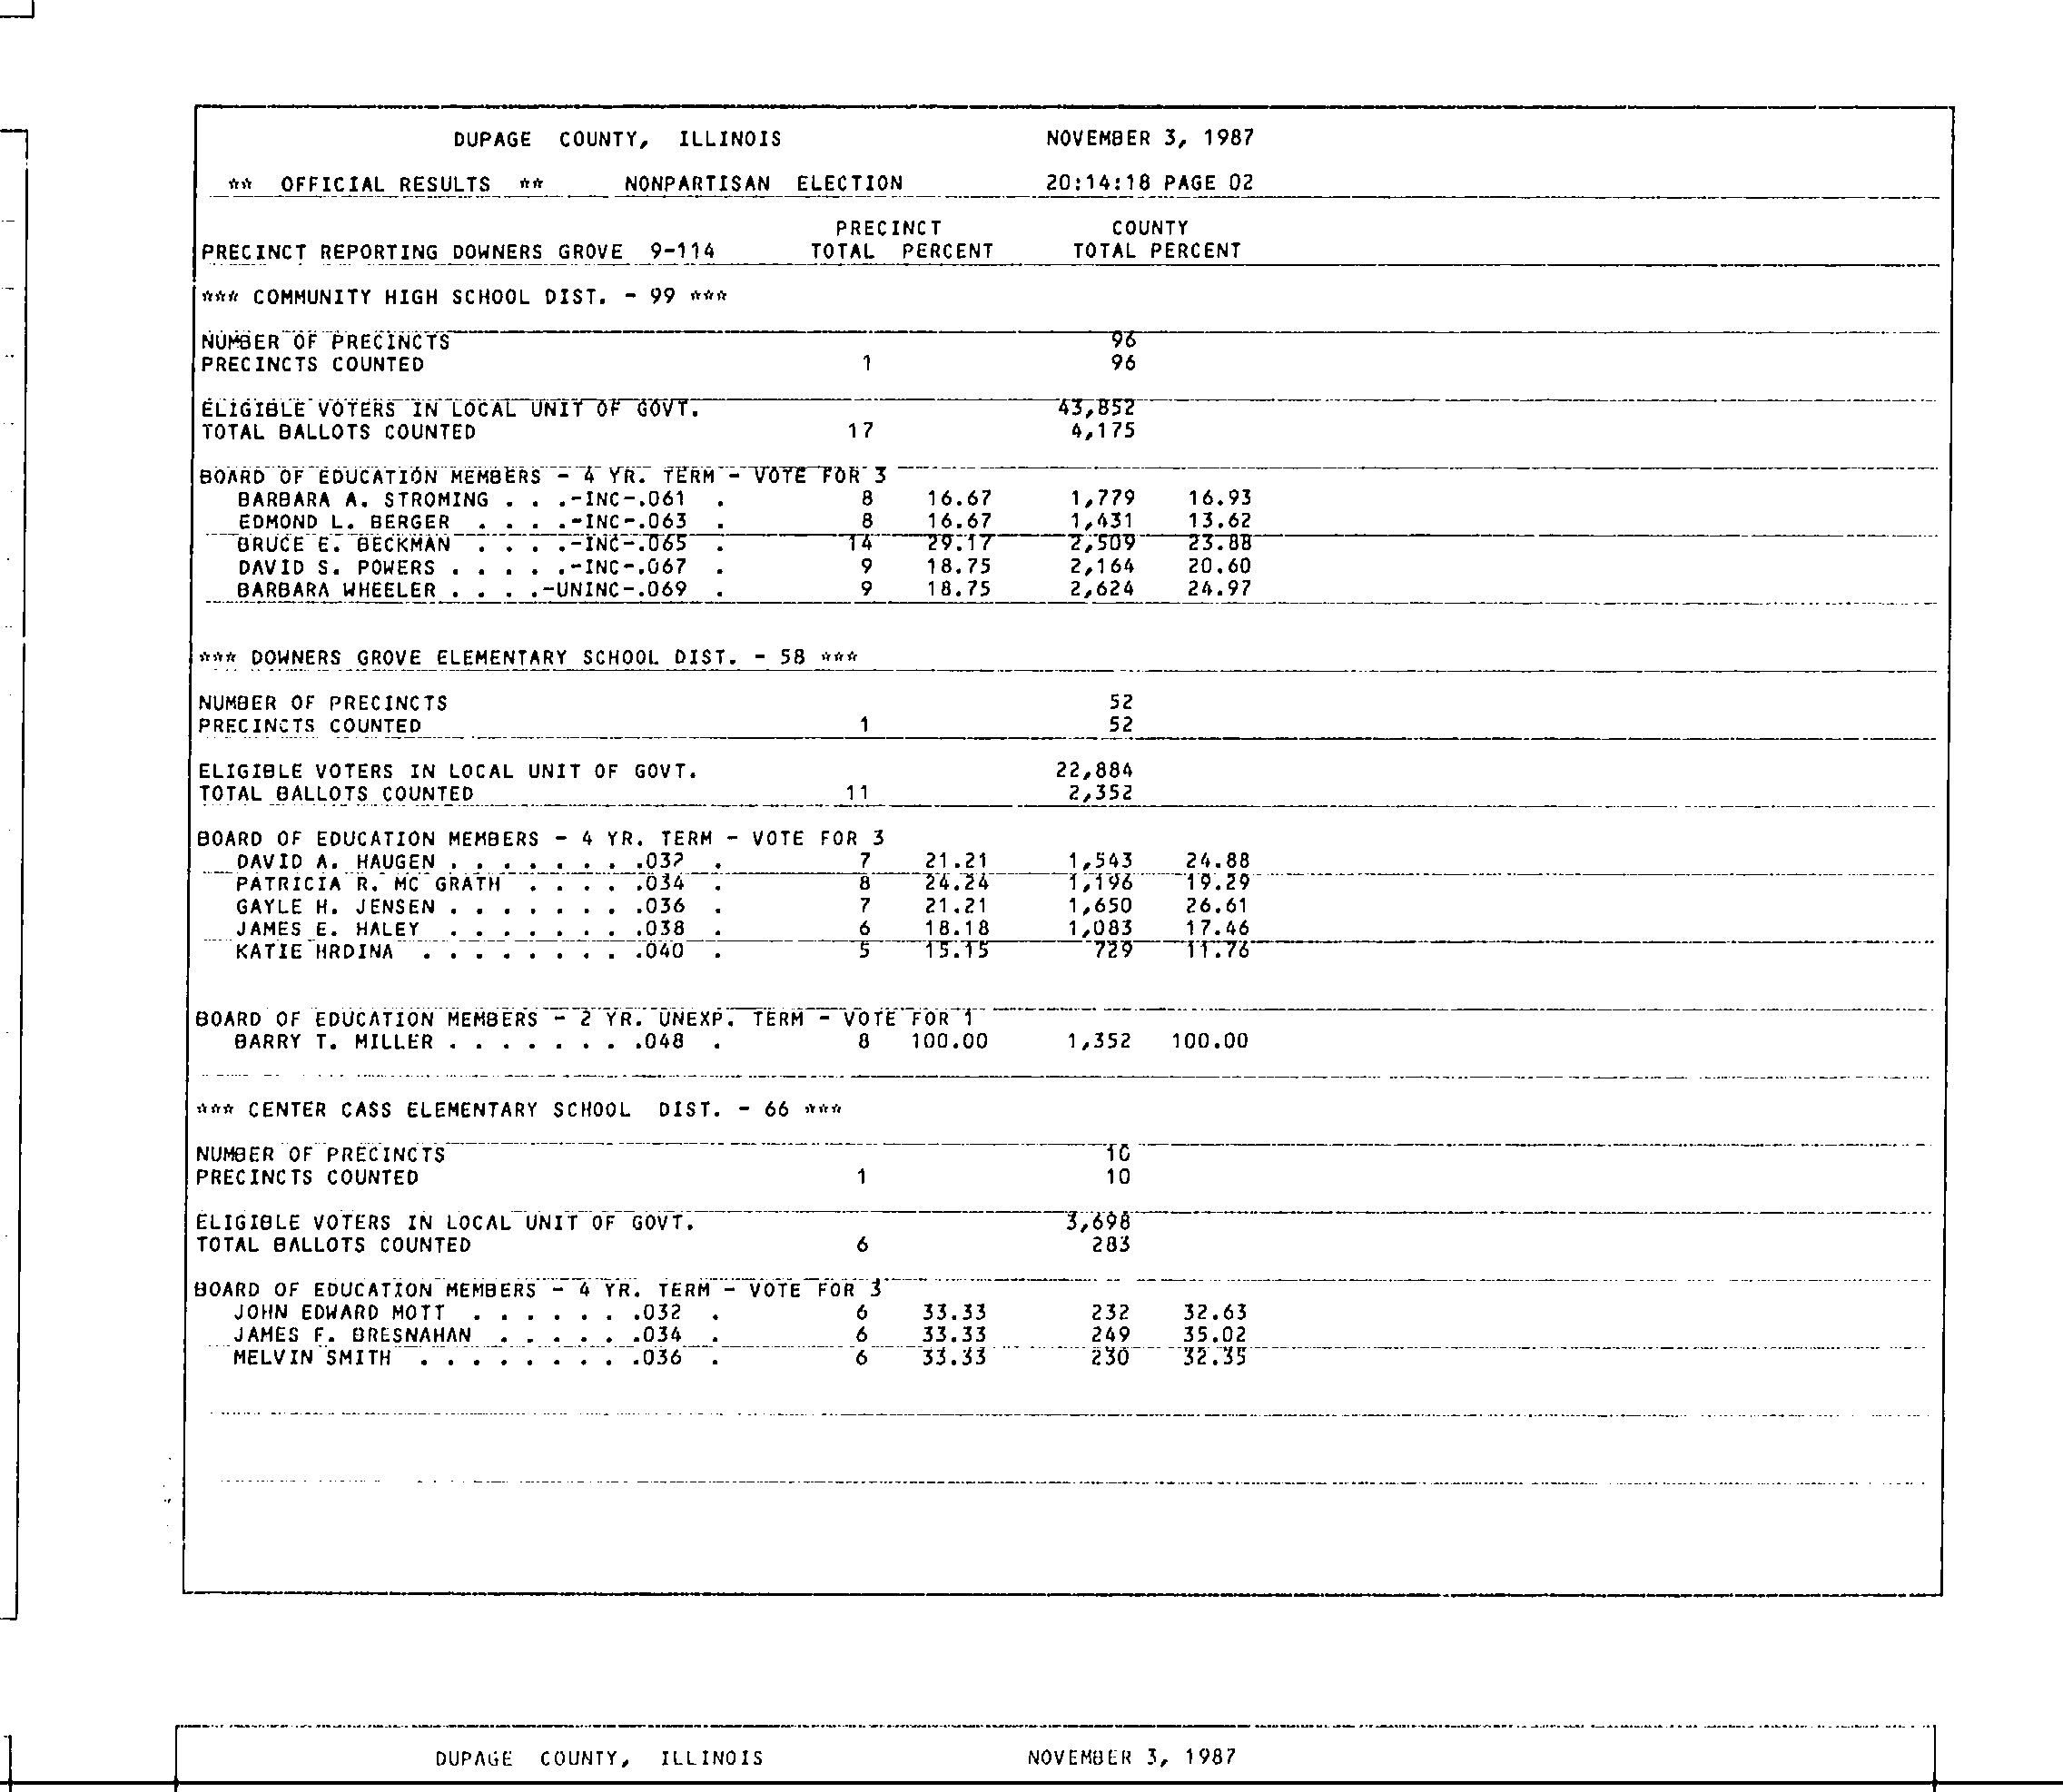 DUPAGE COUNTY, ILLINOIS NOVEMBER 3, 1987
** OFFICIAL RESULTS ** NONPARTISAN ELECTION 20:14:18 PAGE 02
PRECINCT COUNTY
PRECINCT REPORTING DOWNERS GROVE 9-114 TOTAL PERCENT TOTAL PERCENT
*** COMMUNITY HIGH SCHOOL DIST. - 99 ***
NUMBER OF PRECINCTS 96
PRECINCTS COUNTED 1 96
ELIGIBLE VOTERS IN LOCAL UNIT OF GOVT. 43,852
TOTAL BALLOTS COUNTED 17 4,175
BOARD OF EDUCATION MEMBERS - 4 YR. TERM - VOTE FOR 3
BARBARA A. STROMING . . .-INC-.061 . 8 16.67 1,779 16.93
EDMOND L. BERGER . . . .-INC-.063 . 8 16.67 1,431 13.62
BRUCE E. BECKMAN . . . .-INC-.065 . 14 29.17 2,509 23.88
DAVID S. POWERS . . . . .-INC-.067 . 9 18.75 2,164 20.60
BARBARA WHEELER . . . .-UNINC-.069 . 9 18.75 2,624 24.97
*** DOWNERS GROVE ELEMENTARY SCHOOL DIST. - 58 ***
NUMBER OF PRECINCTS 52
PRECINCTS COUNTED 1 52
ELIGIBLE VOTERS IN LOCAL UNIT OF GOVT. 22,884
TOTAL BALLOTS COUNTED 11 2,352
BOARD OF EDUCATION MEMBERS - 4 YR. TERM - VOTE FOR 3
DAVID A. HAUGEN . . . . . . . .032 . 7 21.21 1,543 24.88
PATRICIA R. MC GRATH . . . . .034 . 8 24.24 1,196 19.29
GAYLE H. JENSEN . . . . . . . .036 . 7 21.21 1,650 26.61
JAMES E. HALEY . . . . . . . .038 . 6 18.18 1,083 17.46
KATIE HRDINA . . . . . . . . .040 . 5 15.15 729 11.76
BOARD OF EDUCATION MEMBERS - 2 YR. UNEXP. TERM - VOTE FOR 1
BARRY T. MILLER . . . . . . . .048 . 8 100.00 1,352 100.00
*** CENTER CASS ELEMENTARY SCHOOL DIST. - 66 ***
NUMBER OF PRECINCTS 10
PRECINCTS COUNTED 1 10
ELIGIBLE VOTERS IN LOCAL UNIT OF GOVT. 3,698
TOTAL BALLOTS COUNTED 6 283
BOARD OF EDUCATION MEMBERS - 4 YR. TERM - VOTE FOR 3
JOHN EDWARD MOTT . . . . . . .032 . 6 33.33 232 32.63
JAMES F. BRESNAHAN . . . . . .034 . 6 33.33 249 35.02
MELVIN SMITH . . . . . . . . .036 . 6 33.33 230 32.35
DUPAGE COUNTY, ILLINOIS NOVEMBER 3, 1987